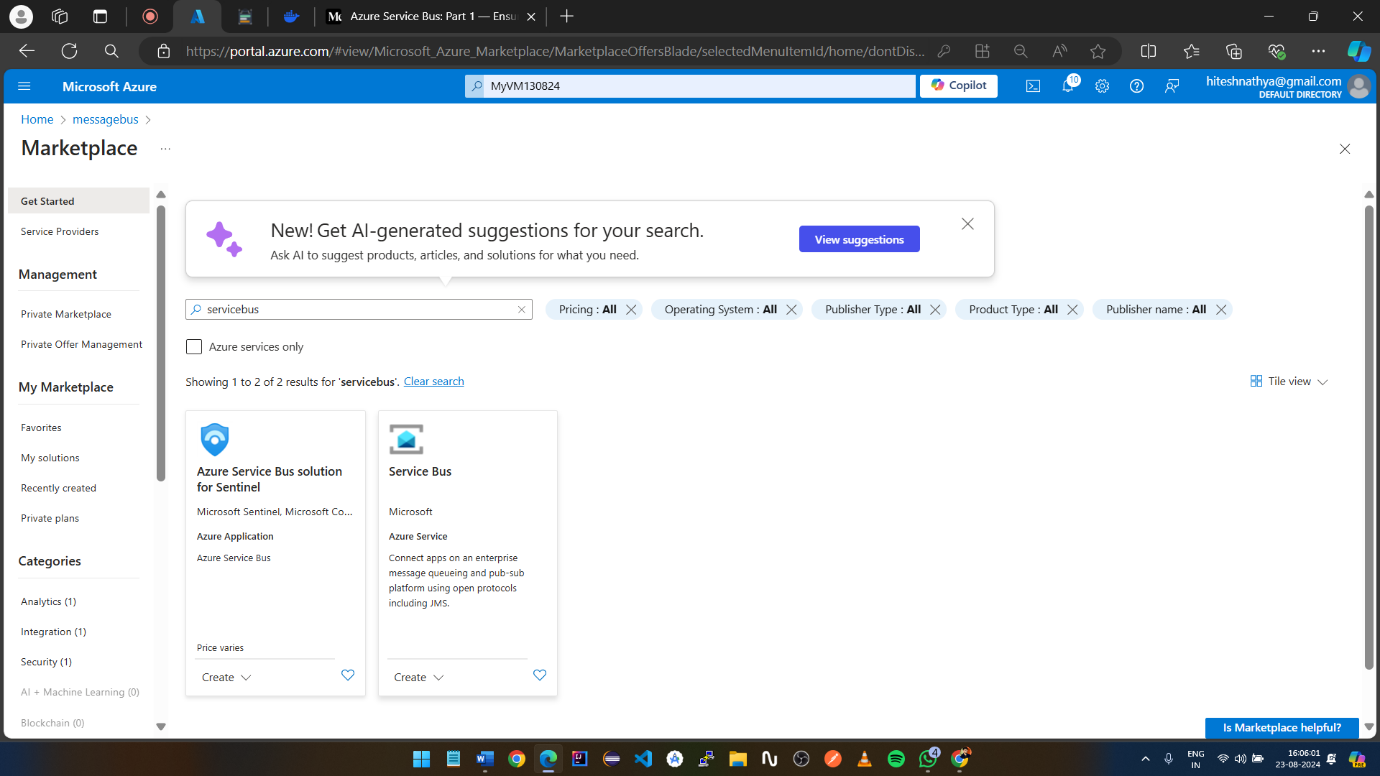 Azure Service Bus: Part 1 — Ensu
https://portal.azure.com/#view/Microsoft_Azure_Marketplace/MarketplaceOffersBlade/selectedMenuItemId/home/dontDis...
Microsoft Azure
MyVM130824
Copilot
10
hiteshnathya@gmail.com
DEFAULT DIRECTORY
Home > messagebus >
Marketplace
...
Get Started
Service Providers
Management
Private Marketplace
Private Offer Management
My Marketplace
Favorites
My solutions
Recently created
Private plans
Categories
Analytics (1)
Integration (1)
Security (1)
AI + Machine Learning (0)
Blockchain (0)
New! Get AI-generated suggestions for your search.
Ask AI to suggest products, articles, and solutions for what you need.
View suggestions
servicebus
Pricing : All
Operating System : All
Publisher Type : All
Product Type : All
Publisher name : All
Azure services only
Showing 1 to 2 of 2 results for 'servicebus'. Clear search
Tile view
Azure Service Bus solution
for Sentinel
Microsoft Sentinel, Microsoft Co...
Azure Application
Azure Service Bus
Price varies
Create
Service Bus
Microsoft
Azure Service
Connect apps on an enterprise
message queueing and pub-sub
platform using open protocols
including JMS.
Create
Is Marketplace helpful?
4
ENG
IN
16:06:01
23-08-2024